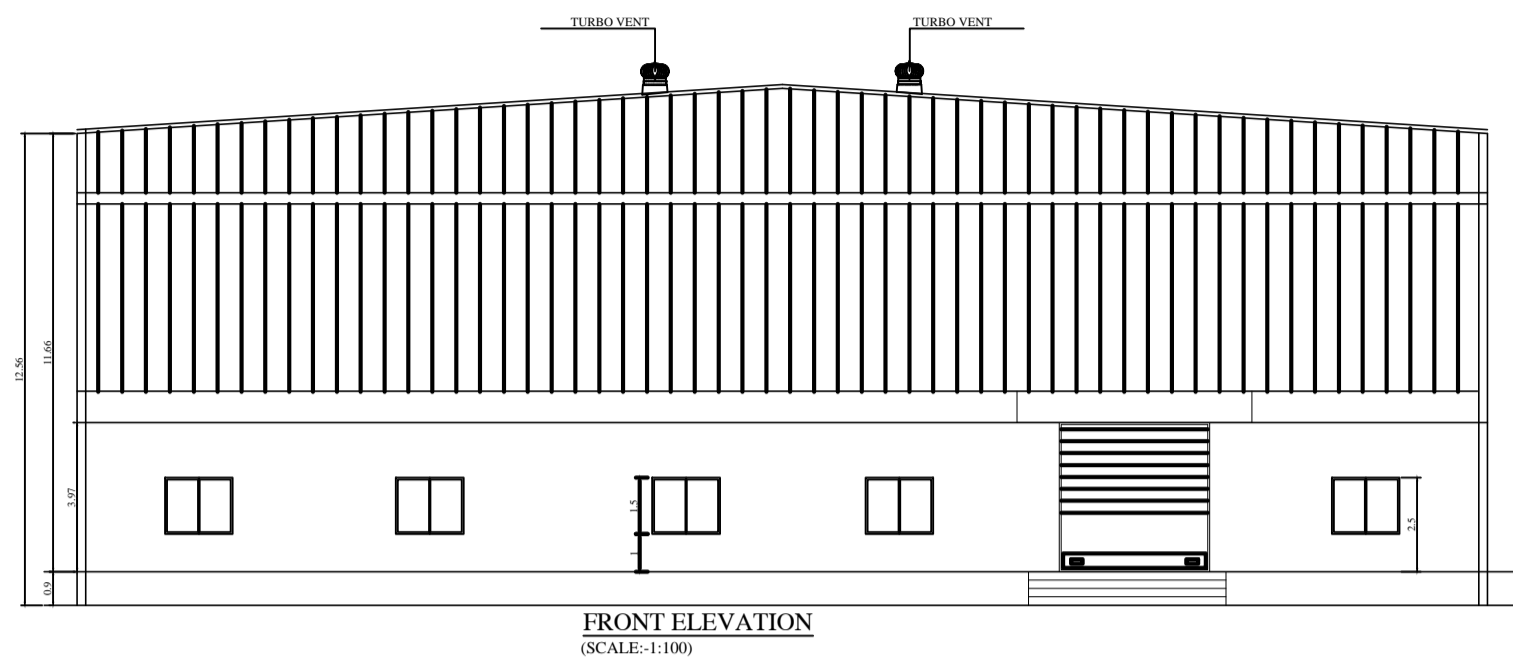 TURBO VENT
TURBO VENT
12.56
11.66
3.97
0.9
1.5
1
2.5
FRONT ELEVATION
(SCALE:-1:100)